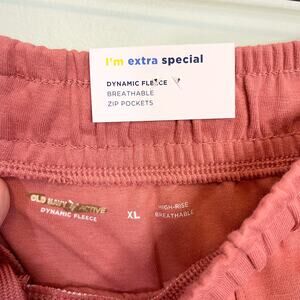 I'm extra special
DYNAMIC FLEECE
BREATHABLE
ZIP POCKETS
OLD NAVY ACTIVE
DYNAMIC FLEECE
XL
HIGH-RISE
BREATHABLE